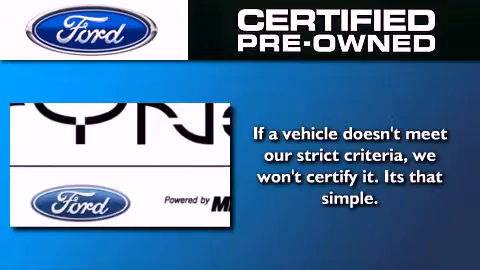 Ford
CERTIFIED
PRE-OWNED
If a vehicle doesn't meet
our strict criteria, we
won't certify it. Its that
simple.
Ford
Powered by